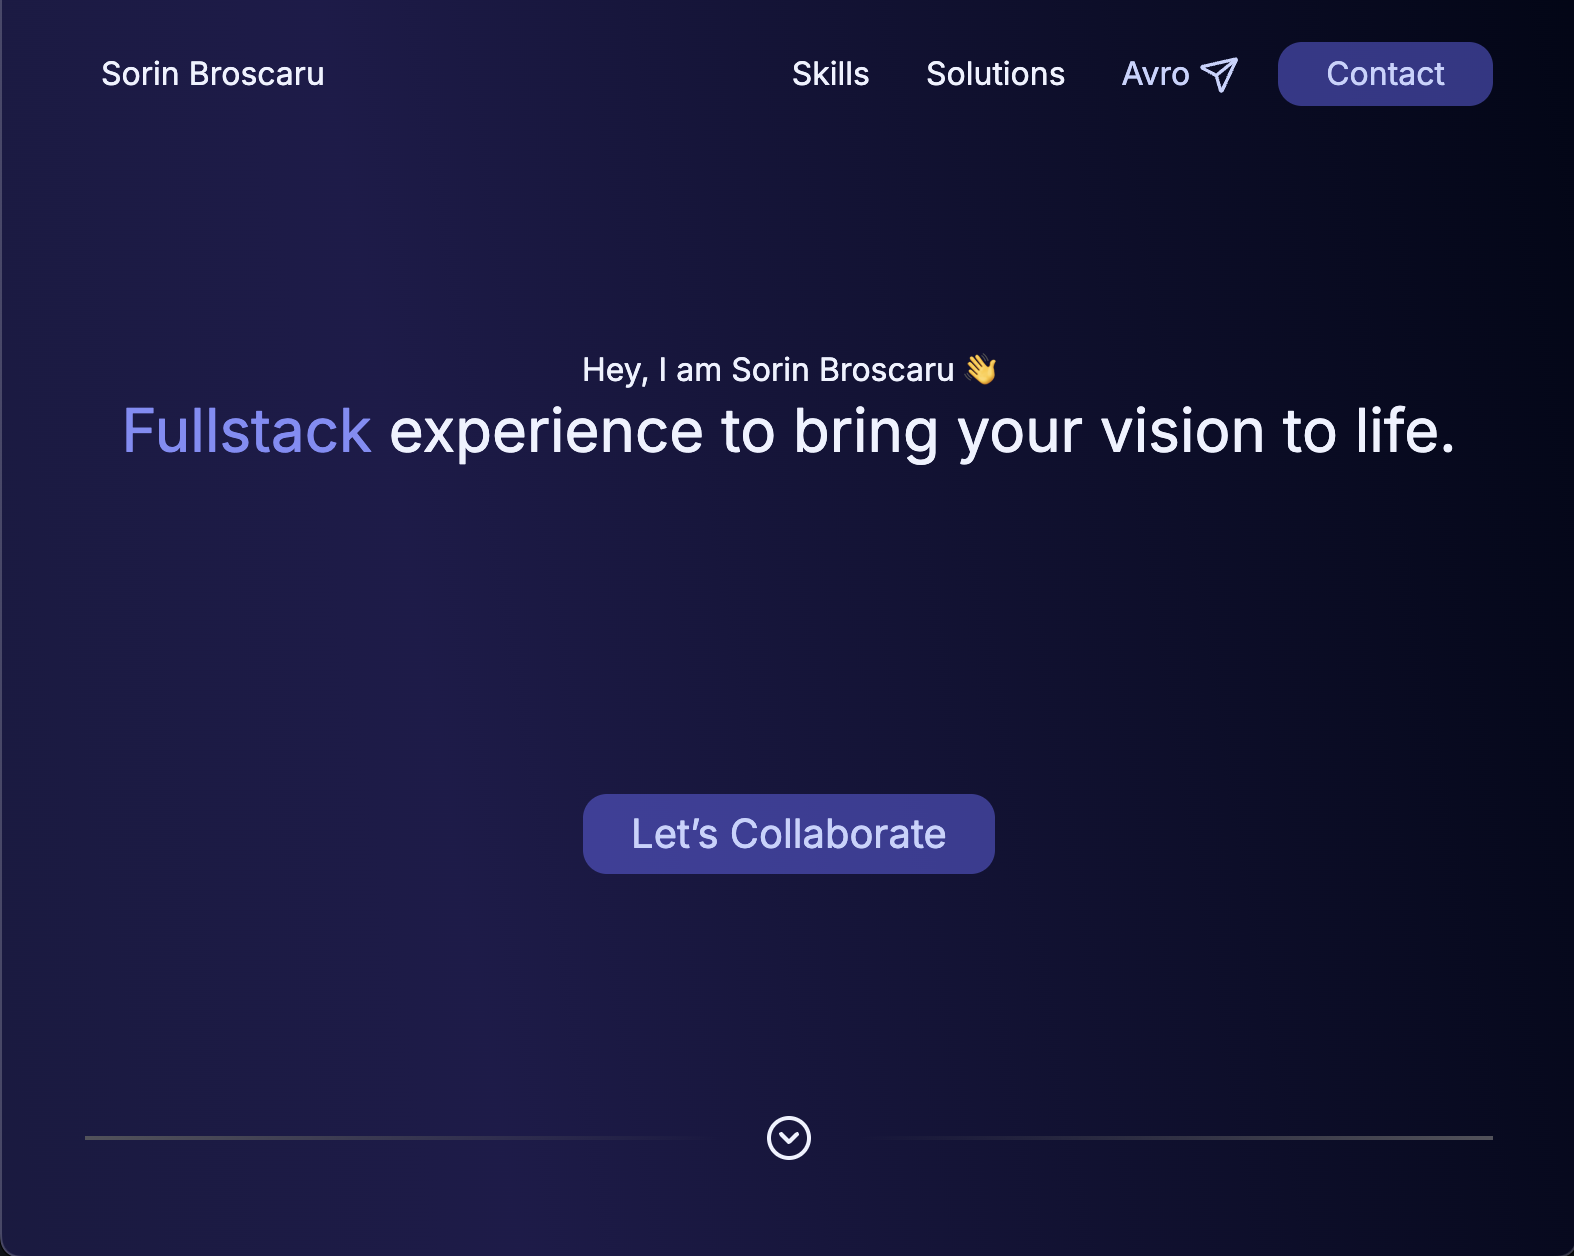 Sorin Broscaru
Skills
Solutions
Avro
Contact
Hey, I am Sorin Broscaru 👋
Fullstack experience to bring your vision to life.
Let’s Collaborate